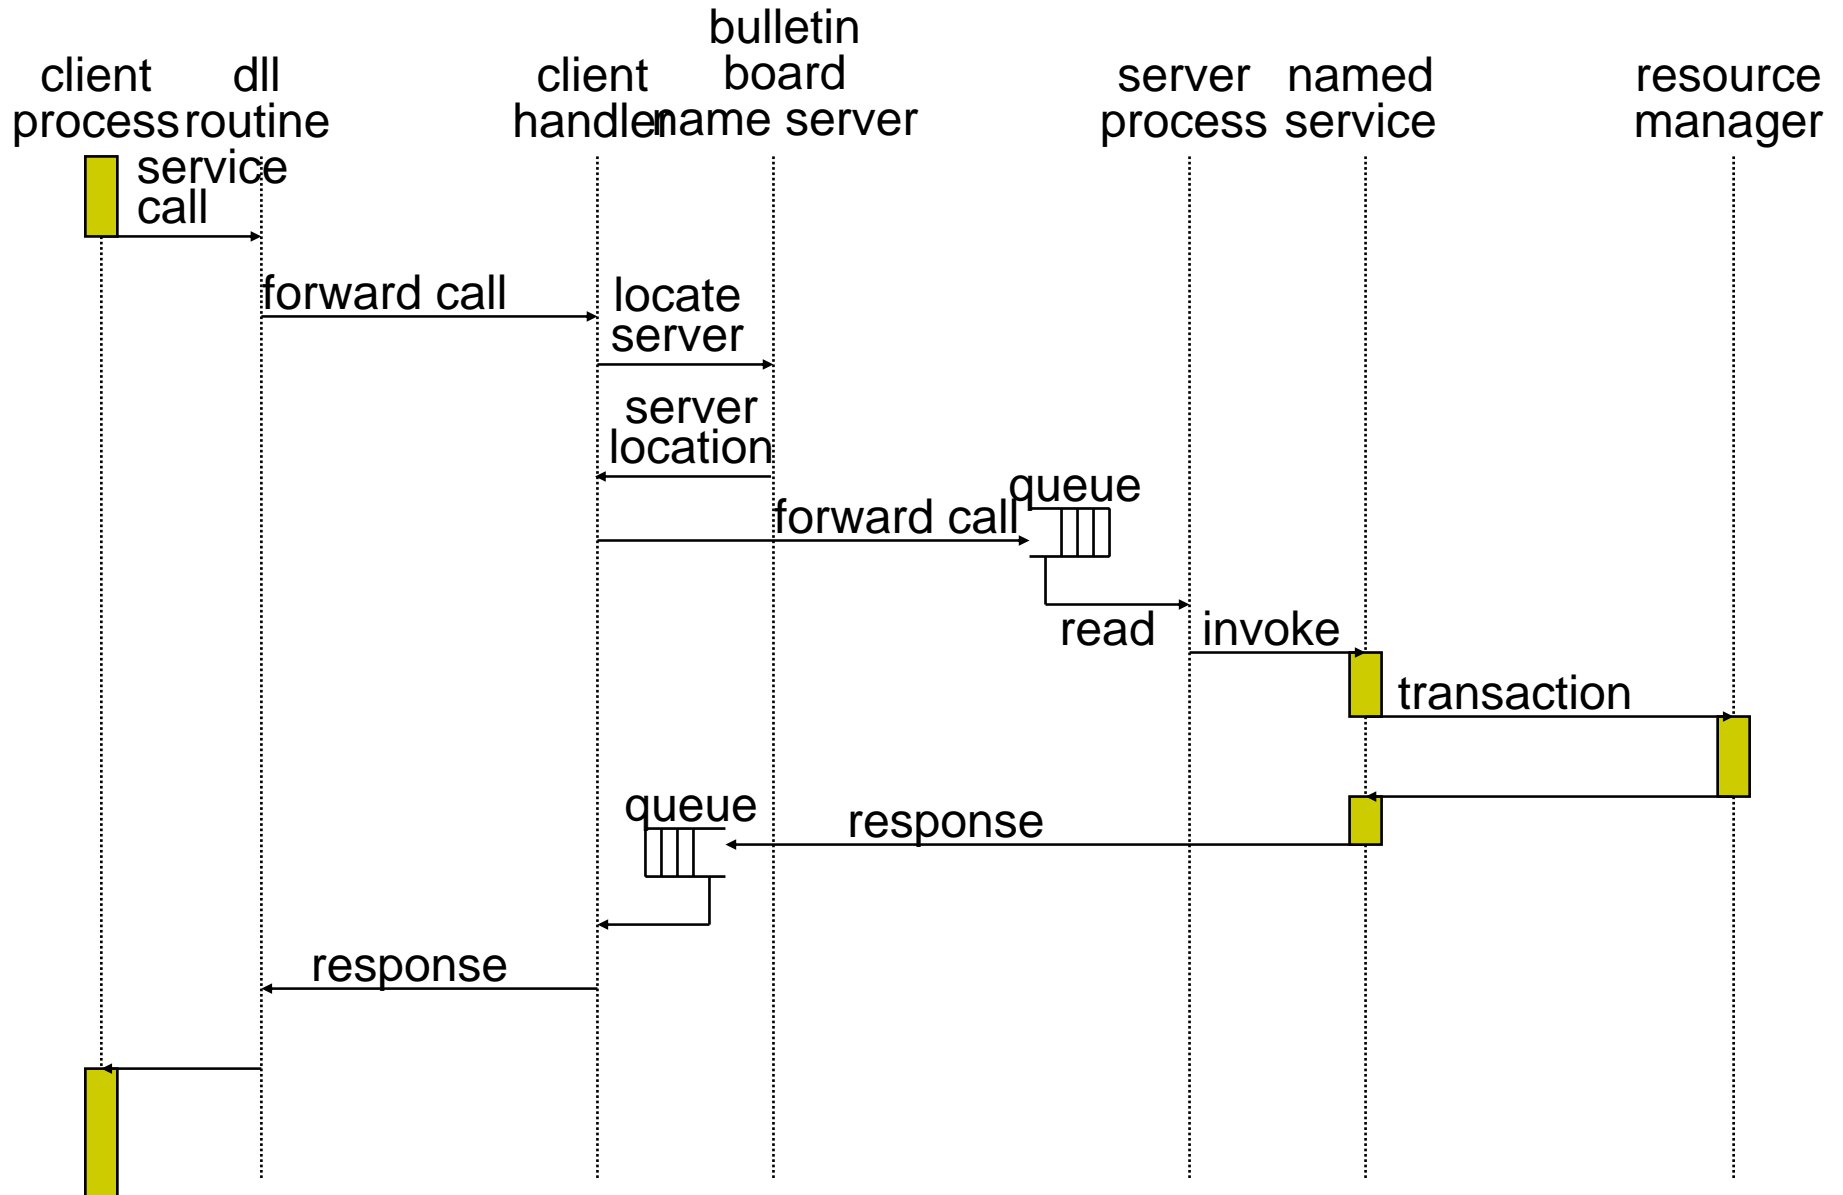 client
process
dll
routine
client
handler
bulletin
board
name server
server
process
named
service
resource
manager
service
call
forward call
locate
server
server
location
queue
forward call
read
invoke
transaction
queue
response
response